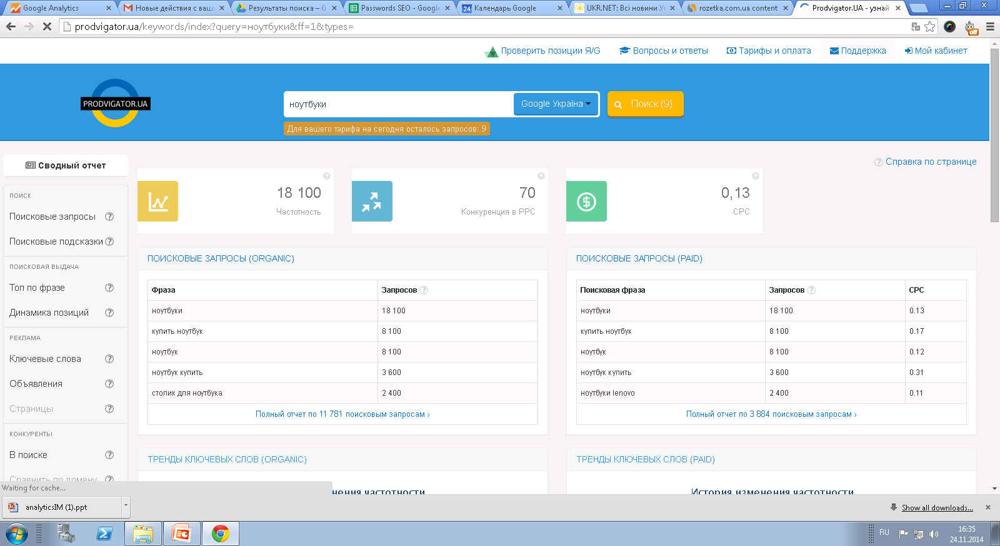 Google Analytics
Новые действия с ваш
Результаты поиска – G
Passwords SEO - Google
Календарь Google
UKR.NET: Всі новини У
rozetka.com.ua content
Prodvigator.UA - узнай
prodvigator.ua/keywords/index?query=ноутбуки&ff=1&types=
off
Проверить позиции Я/G
Вопросы и ответы
Тарифы и оплата
Поддержка
Мой кабинет
PRODVIGATOR.UA
ноутбуки
Google Україна
Поиск (9)
Для вашего тарифа на сегодня осталось запросов: 9
Сводный отчет
Справка по странице
ПОИСК
Поисковые запросы
Поисковые подсказки
ПОИСКОВАЯ ВЫДАЧА
Топ по фразе
Динамика позиций
РЕКЛАМА
Ключевые слова
Объявления
Страницы
КОНКУРЕНТЫ
В поиске
Сравнить по домену
18 100
Частотность
70
Конкуренция в PPC
0,13
CPC
ПОИСКОВЫЕ ЗАПРОСЫ (ORGANIC)
Фраза Запросов
ноутбуки 18 100
купить ноутбук 8 100
ноутбук 8 100
ноутбук купить 3 600
столик для ноутбука 2 400
Полный отчет по 11 781 поисковым запросам ›
ПОИСКОВЫЕ ЗАПРОСЫ (PAID)
Поисковая фраза Запросов CPC
ноутбуки 18 100 0.13
купить ноутбук 8 100 0.17
ноутбук 8 100 0.12
ноутбук купить 3 600 0.31
ноутбуки lenovo 2 400 0.11
Полный отчет по 3 884 поисковым запросам ›
ТРЕНДЫ КЛЮЧЕВЫХ СЛОВ (ORGANIC)
нения частотности
ТРЕНДЫ КЛЮЧЕВЫХ СЛОВ (PAID)
История изменения частотности
Waiting for cache...
analyticsIM (1).ppt
Show all downloads...
RU
16:35
24.11.2014